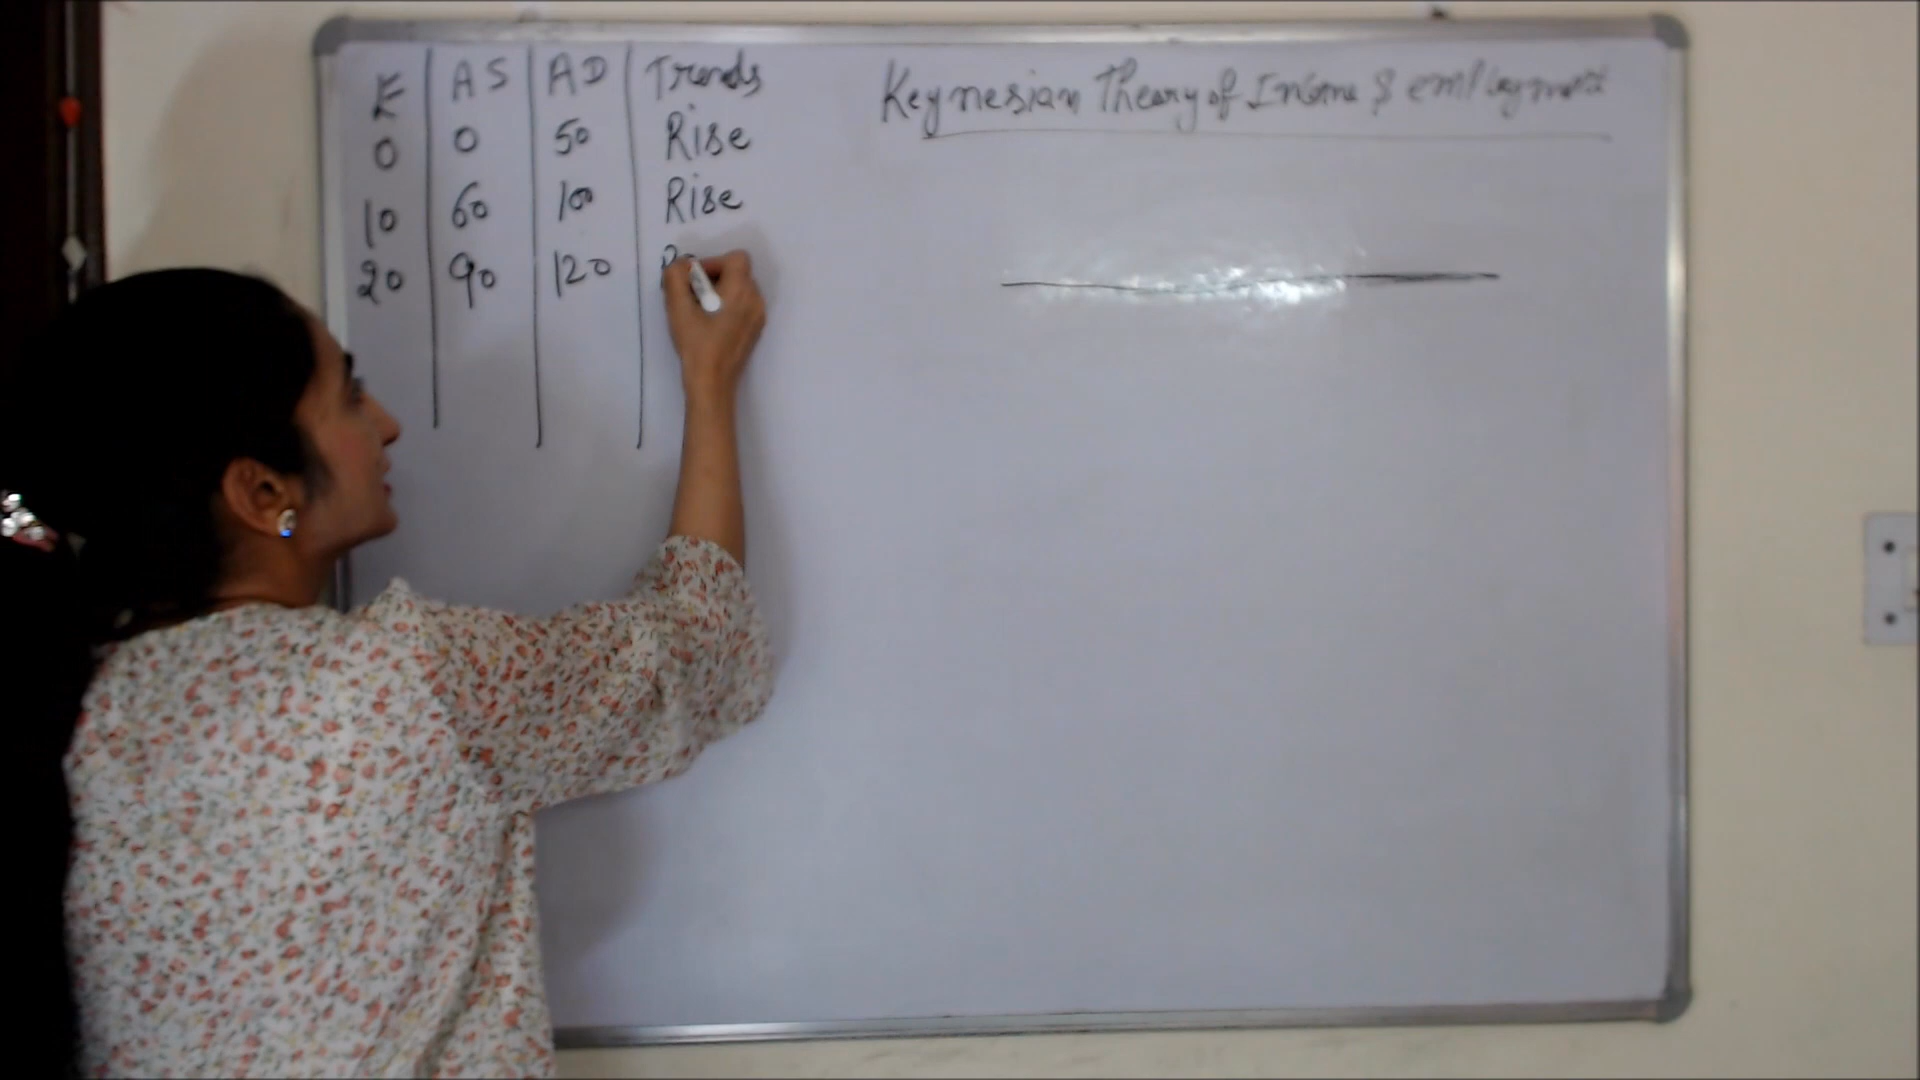 E AS AD Trends
0 0 50 Rise
10 60 100 Rise
20 90 120
Keynesian Theory of Income & employment